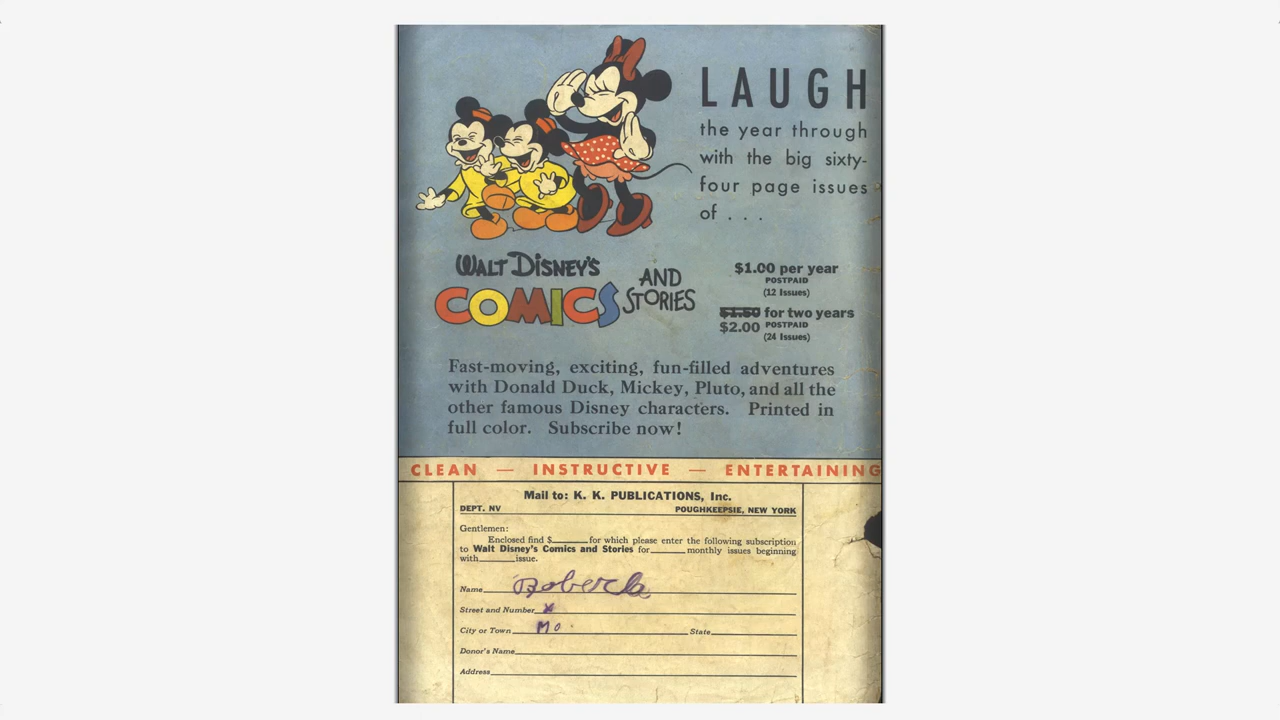 LAUGH
the year through
with the big sixty-
four page issues
of . . .
WALT DISNEY'S
COMICS AND STORIES
$1.00 per year
POSTPAID
(12 Issues)
$1.50 for two years
$2.00 POSTPAID
(24 Issues)
Fast-moving, exciting, fun-filled adventures
with Donald Duck, Mickey, Pluto, and all the
other famous Disney characters. Printed in
full color. Subscribe now!
CLEAN — INSTRUCTIVE — ENTERTAINING
Mail to: K. K. PUBLICATIONS, Inc.
DEPT. NV POUGHKEEPSIE, NEW YORK
Gentlemen:
Enclosed find $______ for which please enter the following subscription
to Walt Disney's Comics and Stories for______ monthly issues beginning
with______issue.
Name
Street and Number x
City or Town Mo. State
Donor's Name
Address